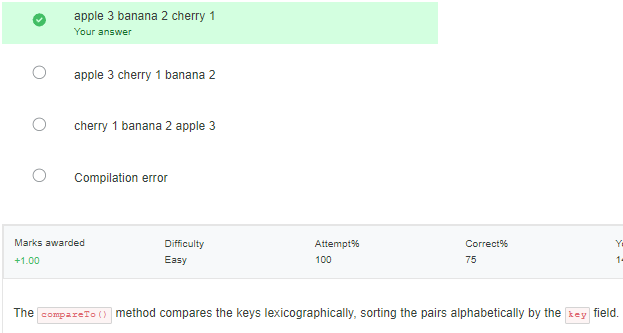 apple 3 banana 2 cherry 1
Your answer
apple 3 cherry 1 banana 2
cherry 1 banana 2 apple 3
Compilation error
Marks awarded Difficulty Attempt% Correct%
+1.00 Easy 100 75
The compareTo() method compares the keys lexicographically, sorting the pairs alphabetically by the key field.